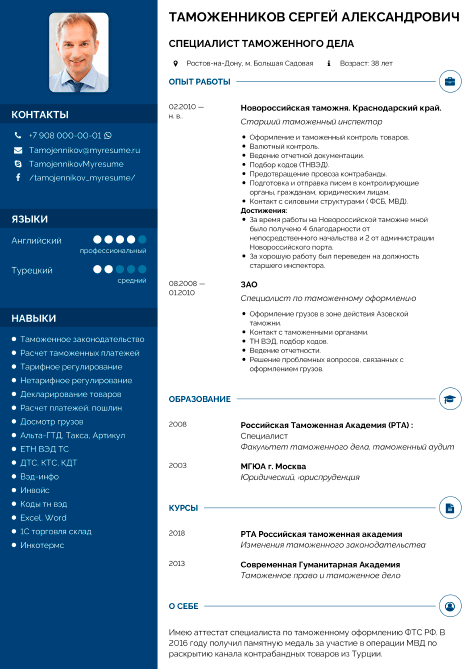 КОНТАКТЫ
+7 908 000-00-01
Tamojennikov@myresume.ru
TamojennikovMyresume
/tamojennikov_myresume/
ЯЗЫКИ
Английский
профессиональный
Турецкий
средний
НАВЫКИ
Таможенное законодательство
Расчет таможенных платежей
Тарифное регулирование
Нетарифное регулирование
Декларирование товаров
Расчет платежей, пошлин
Досмотр грузов
Альта-ГТД, Такса, Артикул
ЕТН ВЭД ТС
ДТС, КТС, КДТ
Вэд-инфо
Инвойс
Коды тн вэд
Excel, Word
1С торговля склад
Инкотермс
ТАМОЖЕННИКОВ СЕРГЕЙ АЛЕКСАНДРОВИЧ
СПЕЦИАЛИСТ ТАМОЖЕННОГО ДЕЛА
Ростов-на-Дону, м. Большая Садовая
Возраст: 38 лет
ОПЫТ РАБОТЫ
02.2010 —
н. в.
Новороссийская таможня. Краснодарский край.
Старший таможенный инспектор
Оформление и таможенный контроль товаров.
Валютный контроль.
Ведение отчетной документации.
Подбор кодов (ТНВЭД).
Предотвращение провоза контрабанды.
Подготовка и отправка писем в контролирующие
органы, гражданам, юридическим лицам.
Контакт с силовыми структурами ( ФСБ, МВД).
Достижения:
За время работы на Новороссийской таможне мной
было получено 4 благодарности от
непосредственного начальства и 2 от администрации
Новороссийского порта.
За хорошую работу был переведен на должность
старшего инспектора.
08.2008 —
01.2010
ЗАО
Специалист по таможенному оформлению
Оформление грузов в зоне действия Азовской
таможни.
Контакт с таможенными органами.
ТН ВЭД, подбор кодов.
Ведение отчетности.
Решение проблемных вопросов, связанных с
оформлением грузов.
ОБРАЗОВАНИЕ
2008
Российская Таможенная Академия (РТА) :
Специалист
Факультет таможенного дела, таможенный аудит
2003
МГЮА г. Москва
Юридический, юриспруденция
КУРСЫ
2018
РТА Российская таможенная академия
Изменения таможенного законодательства
2013
Современная Гуманитарная Академия
Таможенное право и таможенное дело
О СЕБЕ
Имею аттестат специалиста по таможенному оформлению ФТС РФ. В
2016 году получил памятную медаль за участие в операции МВД по
раскрытию канала контрабандных товаров из Турции.